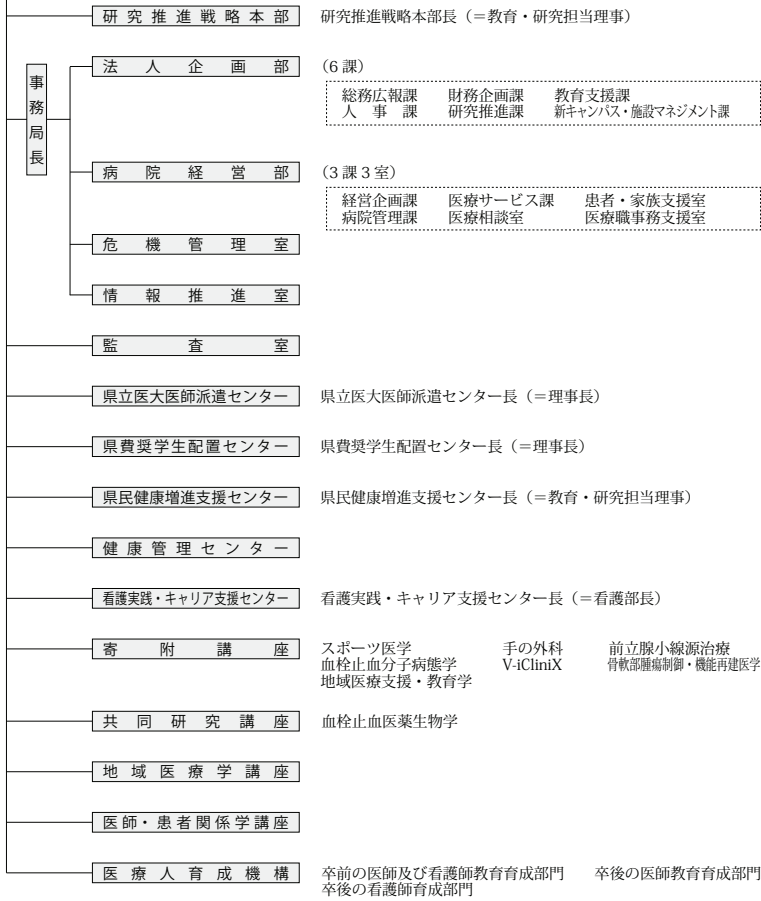 研究推進戦略本部 研究推進戦略本部長（＝教育・研究担当理事）
事務局長
法人企画部 （6 課）
総務広報課 財務企画課 教育支援課
人事課 研究推進課 新キャンパス・施設マネジメント課
病院経営部 （3 課 3 室）
経営企画課 医療サービス課 患者・家族支援室
病院管理課 医療相談室 医療職事務支援室
危機管理室
情報推進室
監査室
県立医大医師派遣センター 県立医大医師派遣センター長（＝理事長）
県費奨学生配置センター 県費奨学生配置センター長（＝理事長）
県民健康増進支援センター 県民健康増進支援センター長（＝教育・研究担当理事）
健康管理センター
看護実践・キャリア支援センター 看護実践・キャリア支援センター長（＝看護部長）
寄附講座 スポーツ医学 手の外科 前立腺小線源治療
血栓止血分子病態学 V-iCliniX 骨軟部腫瘍制御・機能再建医学
地域医療支援・教育学
共同研究講座 血栓止血医薬生物学
地域医療学講座
医師・患者関係学講座
医療人育成機構 卒前の医師及び看護師教育育成部門 卒後の医師教育育成部門
卒後の看護師育成部門